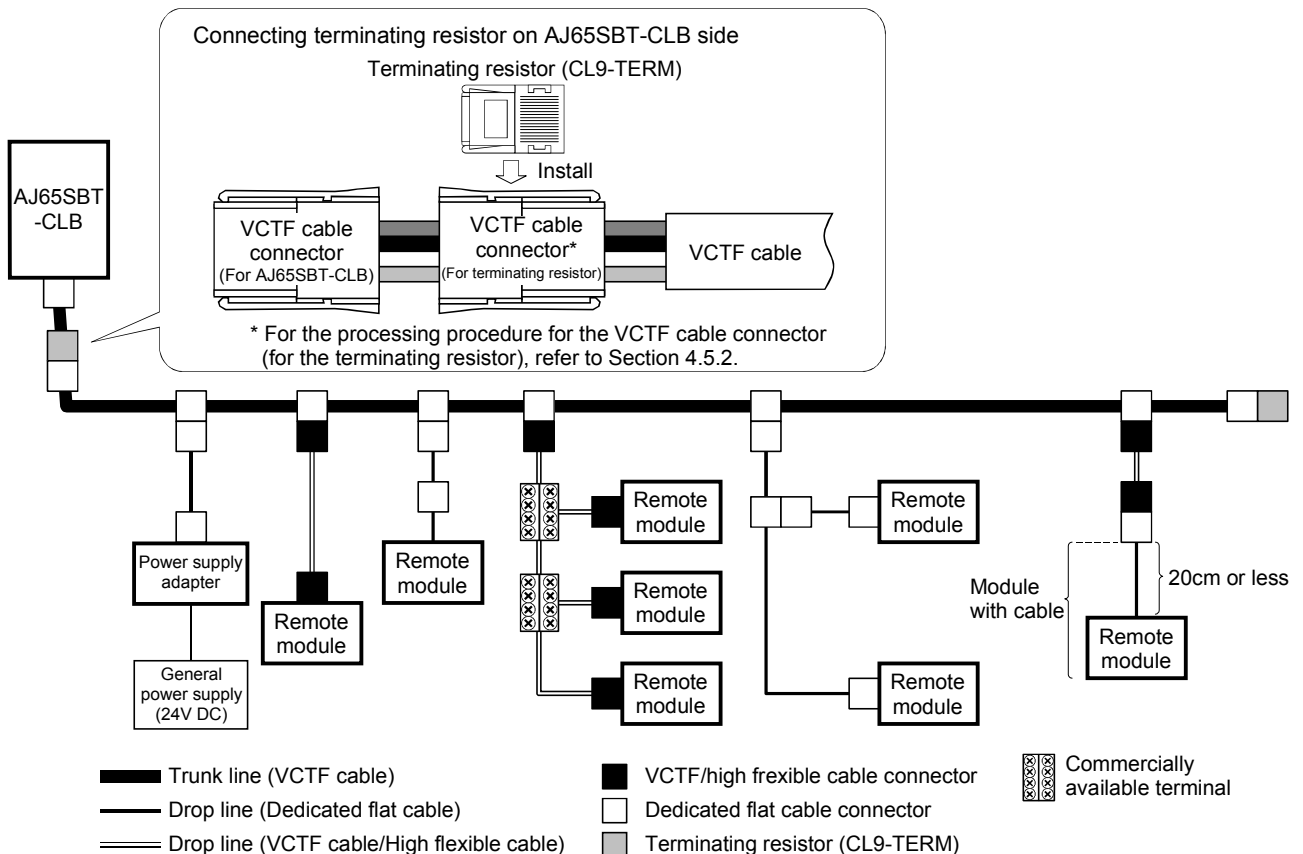 Connecting terminating resistor on AJ65SBT-CLB side
Terminating resistor (CL9-TERM)
Install
AJ65SBT
-CLB
VCTF cable
connector
(For AJ65SBT-CLB)
VCTF cable
connector*
(For terminating resistor)
VCTF cable
* For the processing procedure for the VCTF cable connector
(for the terminating resistor), refer to Section 4.5.2.
Power supply
adapter
General
power supply
(24V DC)
Remote
module
Remote
module
Remote
module
Remote
module
Remote
module
Remote
module
Remote
module
Module
with cable
20cm or less
Remote
module
Trunk line (VCTF cable)
Drop line (Dedicated flat cable)
Drop line (VCTF cable/High flexible cable)
VCTF/high frexible cable connector
Dedicated flat cable connector
Terminating resistor (CL9-TERM)
Commercially
available terminal